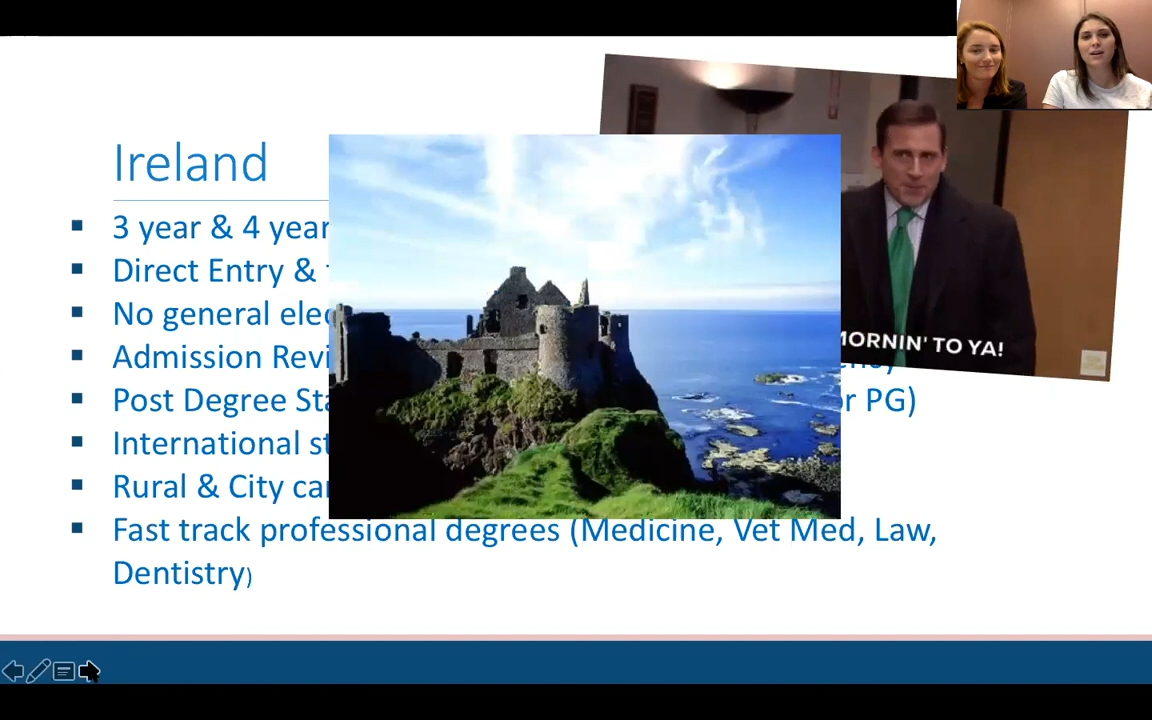 Ireland
3 year & 4 year
Direct Entry &
No general elec
Admission Revi
Post Degree Sta
or PG)
International st
Rural & City ca
Fast track professional degrees (Medicine, Vet Med, Law,
Dentistry)
MORNIN' TO YA!